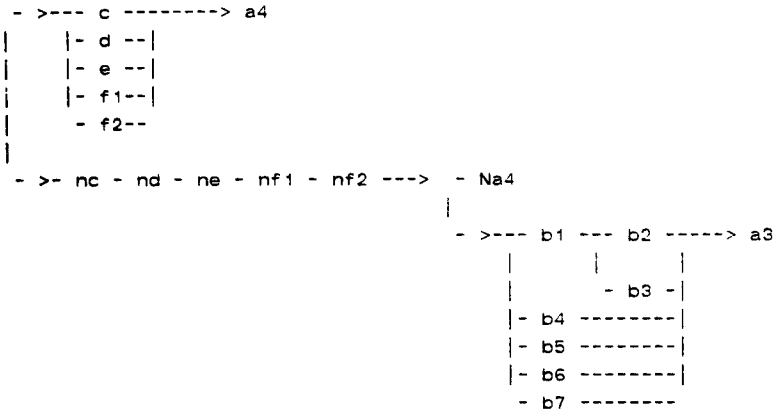 - >--- c --------> a4
|- d --|
|- e --|
|- f1--|
- f2--
- >- nc - nd - ne - nf1 - nf2 ---> - Na4
- >--- b1 --- b2 -----> a3
- b3 -|
|- b4 --------|
|- b5 --------|
|- b6 --------|
- b7 --------